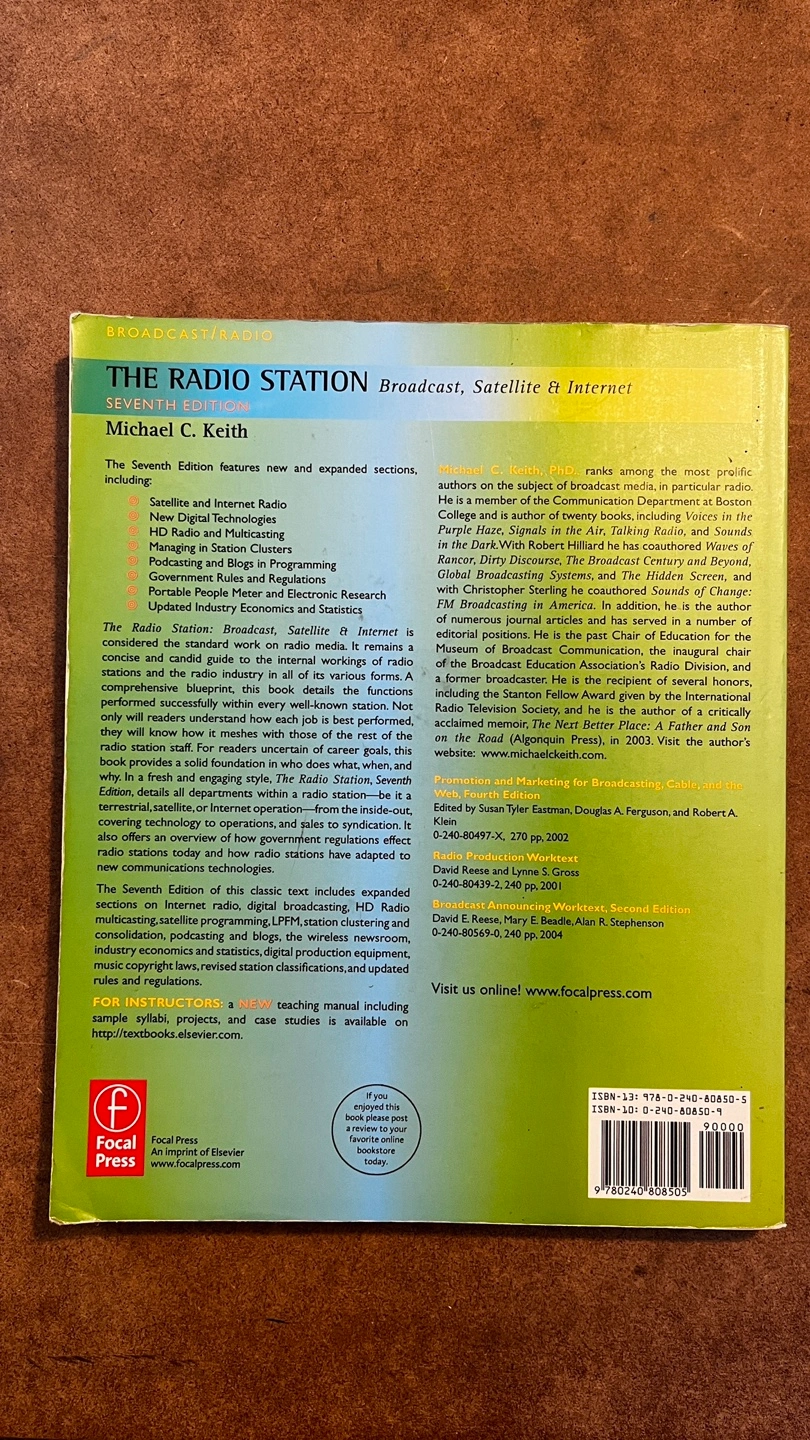 BROADCAST/RADIO
THE RADIO STATION Broadcast, Satellite & Internet
SEVENTH EDITION
Michael C. Keith
The Seventh Edition features new and expanded sections,
including:
Satellite and Internet Radio
New Digital Technologies
HD Radio and Multicasting
Managing in Station Clusters
Podcasting and Blogs in Programming
Government Rules and Regulations
Portable People Meter and Electronic Research
Updated Industry Economics and Statistics
The Radio Station: Broadcast, Satellite & Internet is
considered the standard work on radio media. It remains a
concise and candid guide to the internal workings of radio
stations and the radio industry in all of its various forms. A
comprehensive blueprint, this book details the functions
performed successfully within every well-known station. Not
only will readers understand how each job is best performed,
they will know how it meshes with those of the rest of the
radio station staff. For readers uncertain of career goals, this
book provides a solid foundation in who does what, when, and
why. In a fresh and engaging style, The Radio Station, Seventh
Edition, details all departments within a radio station—be it a
terrestrial, satellite, or Internet operation—from the inside-out,
covering technology to operations, and sales to syndication. It
also offers an overview of how government regulations effect
radio stations today and how radio stations have adapted to
new communications technologies.
The Seventh Edition of this classic text includes expanded
sections on Internet radio, digital broadcasting, HD Radio
multicasting, satellite programming, LPFM, station clustering and
consolidation, podcasting and blogs, the wireless newsroom,
industry economics and statistics, digital production equipment,
music copyright laws, revised station classifications, and updated
rules and regulations.
FOR INSTRUCTORS: a NEW teaching manual including
sample syllabi, projects, and case studies is available on
http://textbooks.elsevier.com.
Michael C. Keith, PhD. ranks among the most prolific
authors on the subject of broadcast media, in particular radio.
He is a member of the Communication Department at Boston
College and is author of twenty books, including Voices in the
Purple Haze, Signals in the Air, Talking Radio, and Sounds
in the Dark. With Robert Hilliard he has coauthored Waves of
Rancor, Dirty Discourse, The Broadcast Century and Beyond,
Global Broadcasting Systems, and The Hidden Screen, and
with Christopher Sterling he coauthored Sounds of Change:
FM Broadcasting in America. In addition, he is the author
of numerous journal articles and has served in a number of
editorial positions. He is the past Chair of Education for the
Museum of Broadcast Communication, the inaugural chair
of the Broadcast Education Association's Radio Division, and
a former broadcaster. He is the recipient of several honors,
including the Stanton Fellow Award given by the International
Radio Television Society, and he is the author of a critically
acclaimed memoir, The Next Better Place: A Father and Son
on the Road (Algonquin Press), in 2003. Visit the author's
website: www.michaelckeith.com.
Promotion and Marketing for Broadcasting, Cable, and the
Web, Fourth Edition
Edited by Susan Tyler Eastman, Douglas A. Ferguson, and Robert A.
Klein
0-240-80497-X, 270 pp, 2002
Radio Production Worktext
David Reese and Lynne S. Gross
0-240-80439-2, 240 pp, 2001
Broadcast Announcing Worktext, Second Edition
David E. Reese, Mary E. Beadle, Alan R. Stephenson
0-240-80569-0, 240 pp, 2004
Visit us online! www.focalpress.com
f
Focal
Press
Focal Press
An imprint of Elsevier
www.focalpress.com
If you
enjoyed this
book please post
a review to your
favorite online
bookstore
today.
ISBN-13: 978-0-240-80850-5
ISBN-10: 0-240-80850-9
90000
9 780240 808505